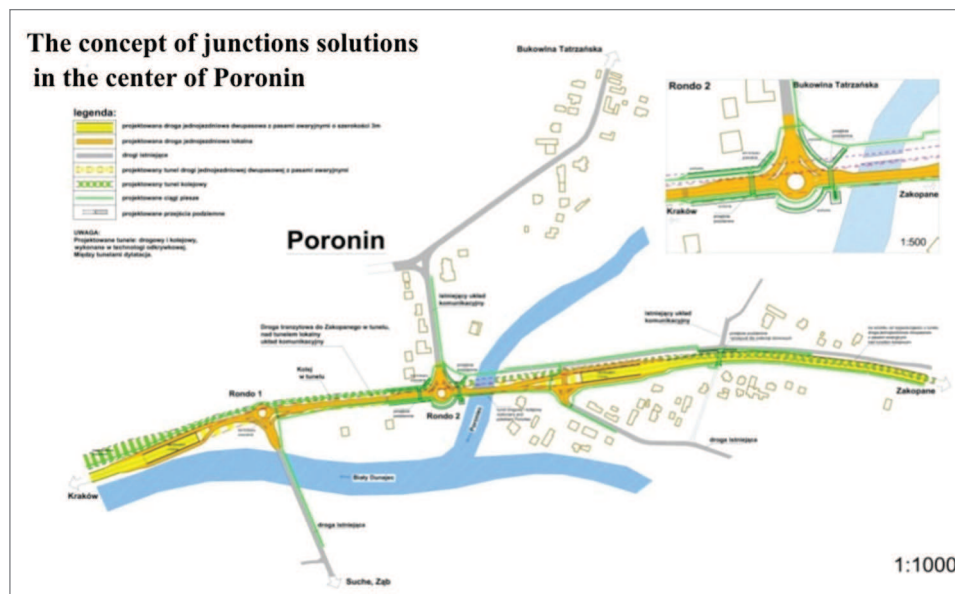 The concept of junctions solutions
in the center of Poronin
legenda:
projektowana droga jednojezdniowa dwupasowa z pasami awaryjnymi o szerokości 3m
projektowana droga jednojezdniowa lokalna
drogi istniejące
projektowany tunel drogi jednojezdniowej dwupasowej z pasami awaryjnymi
projektowany tunel kolejowy
projektowane ciągi piesze
projektowane przejścia podziemne
UWAGA:
Projektowane tunele: drogowy i kolejowy,
wykonane w technologi odkrywkowej.
Między tunelami dylatacja.
Bukowina Tatrzańska
Rondo 2
Bukowina Tatrzańska
Kraków
Zakopane
1:500
Poronin
istniejący układ
komunikacyjny
istniejący układ
komunikacyjny
Droga tranzytowa do Zakopanego w tunelu,
nad tunelem lokalny
układ komunikacyjny
Kolej
w tunelu
Rondo 1
Rondo 2
Zakopane
Poroniec
droga istniejąca
Kraków
Biały Dunajec
droga istniejąca
Suche, Ząb
1:1000